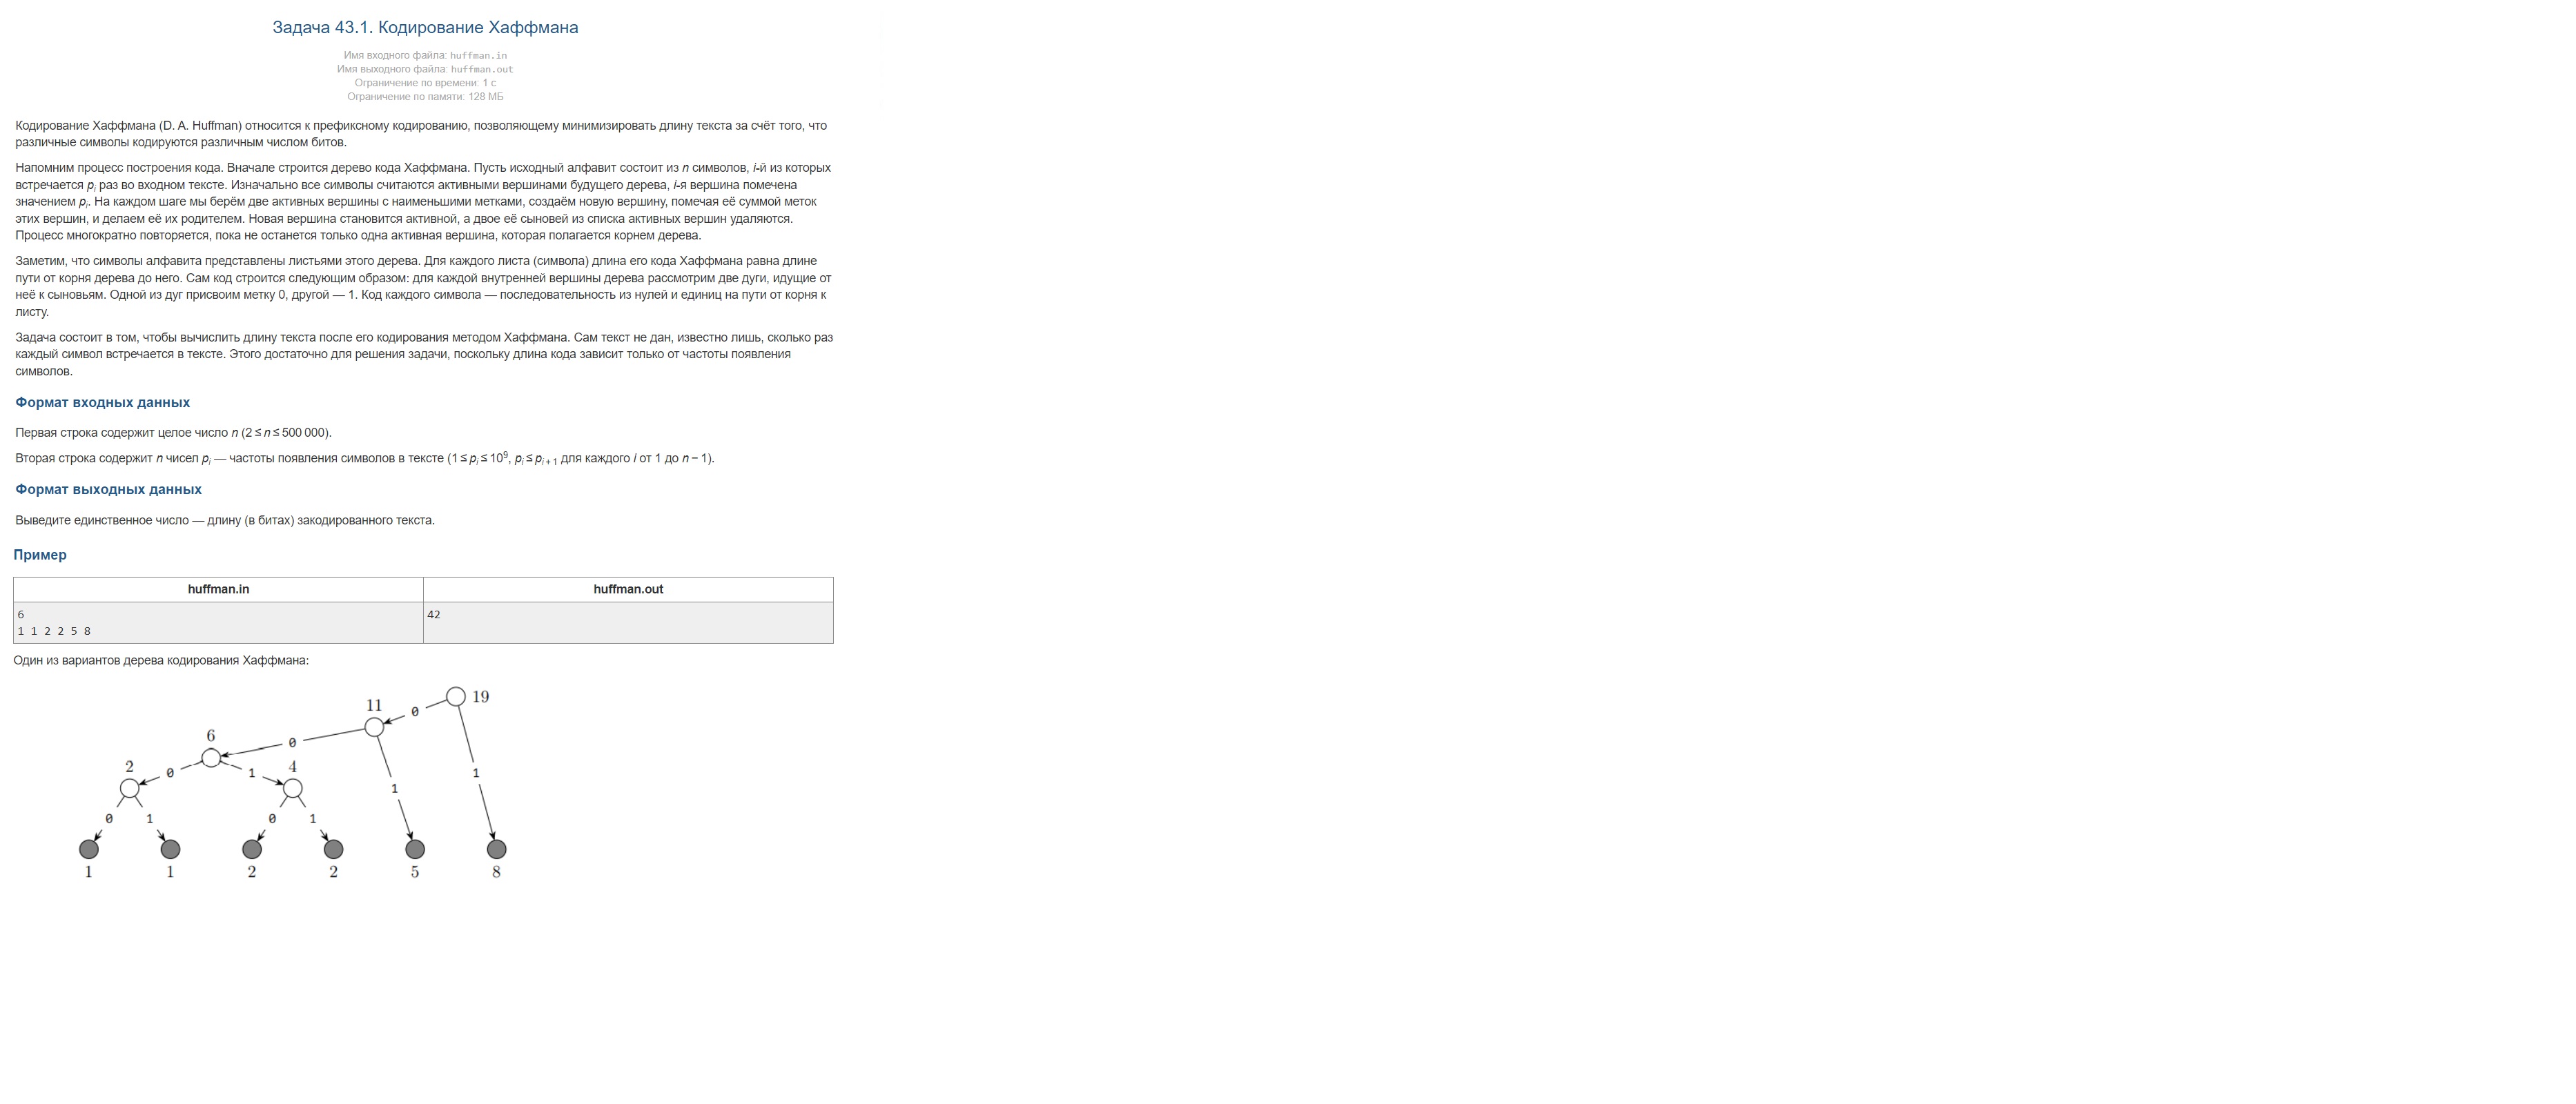 Задача 43.1. Кодирование Хаффмана
Имя входного файла: huffman.in
Имя выходного файла: huffman.out
Ограничение по времени: 1 с
Ограничение по памяти: 128 МБ
Кодирование Хаффмана (D. A. Huffman) относится к префиксному кодированию, позволяющему минимизировать длину текста за счёт того, что
различные символы кодируются различным числом битов.
Напомним процесс построения кода. Вначале строится дерево кода Хаффмана. Пусть исходный алфавит состоит из n символов, i-й из которых
встречается pᵢ раз во входном тексте. Изначально все символы считаются активными вершинами будущего дерева, i-я вершина помечена
значением pᵢ. На каждом шаге мы берём две активных вершины с наименьшими метками, создаём новую вершину, помечая её суммой меток
этих вершин, и делаем её их родителем. Новая вершина становится активной, а двое её сыновей из списка активных вершин удаляются.
Процесс многократно повторяется, пока не останется только одна активная вершина, которая полагается корнем дерева.
Заметим, что символы алфавита представлены листьями этого дерева. Для каждого листа (символа) длина его кода Хаффмана равна длине
пути от корня дерева до него. Сам код строится следующим образом: для каждой внутренней вершины дерева рассмотрим две дуги, идущие от
неё к сыновьям. Одной из дуг присвоим метку 0, другой — 1. Код каждого символа — последовательность из нулей и единиц на пути от корня к
листу.
Задача состоит в том, чтобы вычислить длину текста после его кодирования методом Хаффмана. Сам текст не дан, известно лишь, сколько раз
каждый символ встречается в тексте. Этого достаточно для решения задачи, поскольку длина кода зависит только от частоты появления
символов.
Формат входных данных
Первая строка содержит целое число n (2 ≤ n ≤ 500 000).
Вторая строка содержит n чисел pᵢ — частоты появления символов в тексте (1 ≤ pᵢ ≤ 10⁹, pᵢ ≤ pᵢ₊₁ для каждого i от 1 до n − 1).
Формат выходных данных
Выведите единственное число — длину (в битах) закодированного текста.
Пример
huffman.in huffman.out
6 42
1 1 2 2 5 8
Один из вариантов дерева кодирования Хаффмана:
19
11
0
6
0
2 0 1 4 1
1
0 1 0 1
1 1 2 2 5 8